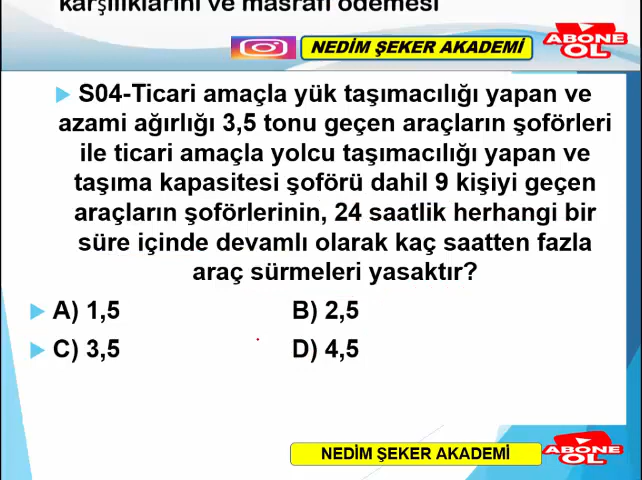 karşılıklarını ve masrafı ödemesi
NEDİM ŞEKER AKADEMİ
ABONE
OL
S04-Ticari amaçla yük taşımacılığı yapan ve
azami ağırlığı 3,5 tonu geçen araçların şoförleri
ile ticari amaçla yolcu taşımacılığı yapan ve
taşıma kapasitesi şoförü dahil 9 kişiyi geçen
araçların şoförlerinin, 24 saatlik herhangi bir
süre içinde devamlı olarak kaç saatten fazla
araç sürmeleri yasaktır?
A) 1,5 B) 2,5
C) 3,5 D) 4,5
NEDİM ŞEKER AKADEMİ
ABONE
OL